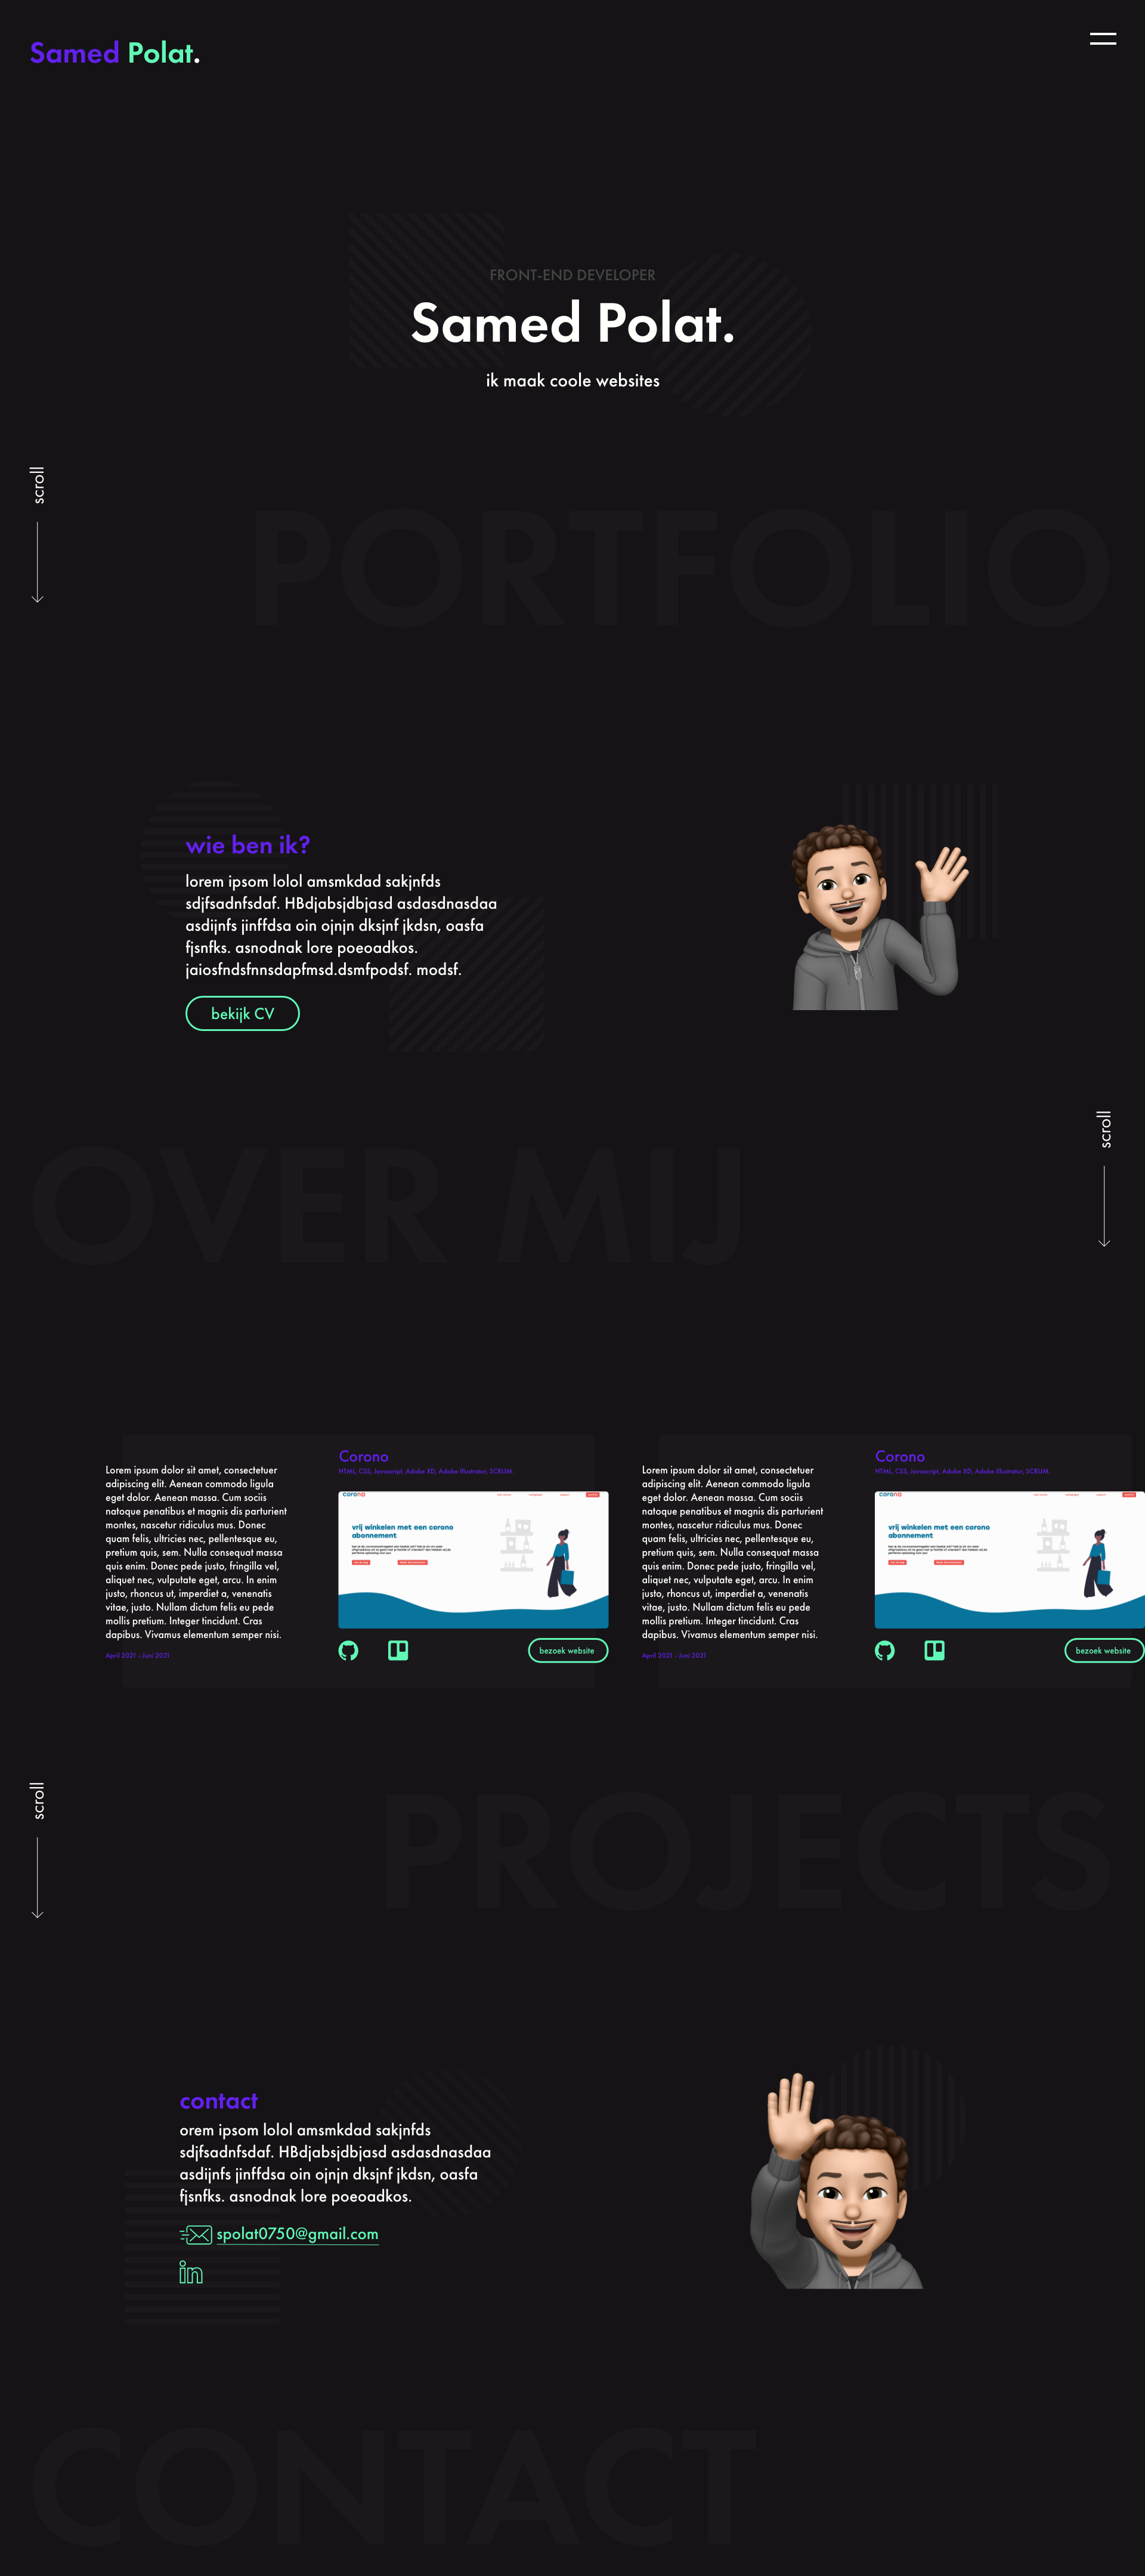 Samed Polat.
FRONT-END DEVELOPER
Samed Polat.
ik maak coole websites
scroll
PORTFOLIO
wie ben ik?
lorem ipsom lolol amsmkdad sakjnfds
sdjfsadnfsdaf. HBdjabsjdbjasd asdasdnasdaa
asdijnfs jinffdsa oin ojnjn dksjnf jkdsn, oasfa
fjsnfks. asnodnak lore poeoadkos.
jaiosfndsfnnsdapfmsd.dsmfpodsf. modsf.
bekijk CV
scroll
OVER MIJ
Lorem ipsum dolor sit amet, consectetuer
adipiscing elit. Aenean commodo ligula
eget dolor. Aenean massa. Cum sociis
natoque penatibus et magnis dis parturient
montes, nascetur ridiculus mus. Donec
quam felis, ultricies nec, pellentesque eu,
pretium quis, sem. Nulla consequat massa
quis enim. Donec pede justo, fringilla vel,
aliquet nec, vulputate eget, arcu. In enim
justo, rhoncus ut, imperdiet a, venenatis
vitae, justo. Nullam dictum felis eu pede
mollis pretium. Integer tincidunt. Cras
dapibus. Vivamus elementum semper nisi.
April 2021 - Juni 2021
Corono
HTML, CSS, Javascript, Adobe XD, Adobe Illustrator, SCRUM
corona
vrij winkelen met een corona
abonnement
bezoek website
Lorem ipsum dolor sit amet, consectetuer
adipiscing elit. Aenean commodo ligula
eget dolor. Aenean massa. Cum sociis
natoque penatibus et magnis dis parturient
montes, nascetur ridiculus mus. Donec
quam felis, ultricies nec, pellentesque eu,
pretium quis, sem. Nulla consequat massa
quis enim. Donec pede justo, fringilla vel,
aliquet nec, vulputate eget, arcu. In enim
justo, rhoncus ut, imperdiet a, venenatis
vitae, justo. Nullam dictum felis eu pede
mollis pretium. Integer tincidunt. Cras
dapibus. Vivamus elementum semper nisi.
April 2021 - Juni 2021
Corono
HTML, CSS, Javascript, Adobe XD, Adobe Illustrator, SCRUM
corona
vrij winkelen met een corona
abonnement
bezoek website
scroll
PROJECTS
contact
orem ipsom lolol amsmkdad sakjnfds
sdjfsadnfsdaf. HBdjabsjdbjasd asdasdnasdaa
asdijnfs jinffdsa oin ojnjn dksjnf jkdsn, oasfa
fjsnfks. asnodnak lore poeoadkos.
spolat0750@gmail.com
in
CONTACT